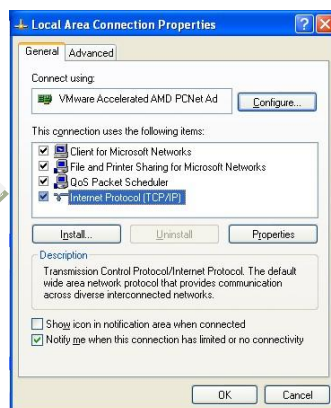 Local Area Connection Properties
General Advanced
Connect using:
VMware Accelerated AMD PCNet Ad
Configure...
This connection uses the following items:
Client for Microsoft Networks
File and Printer Sharing for Microsoft Networks
QoS Packet Scheduler
Internet Protocol (TCP/IP)
Install... Uninstall Properties
Description
Transmission Control Protocol/Internet Protocol. The default
wide area network protocol that provides communication
across diverse interconnected networks.
Show icon in notification area when connected
Notify me when this connection has limited or no connectivity
OK Cancel